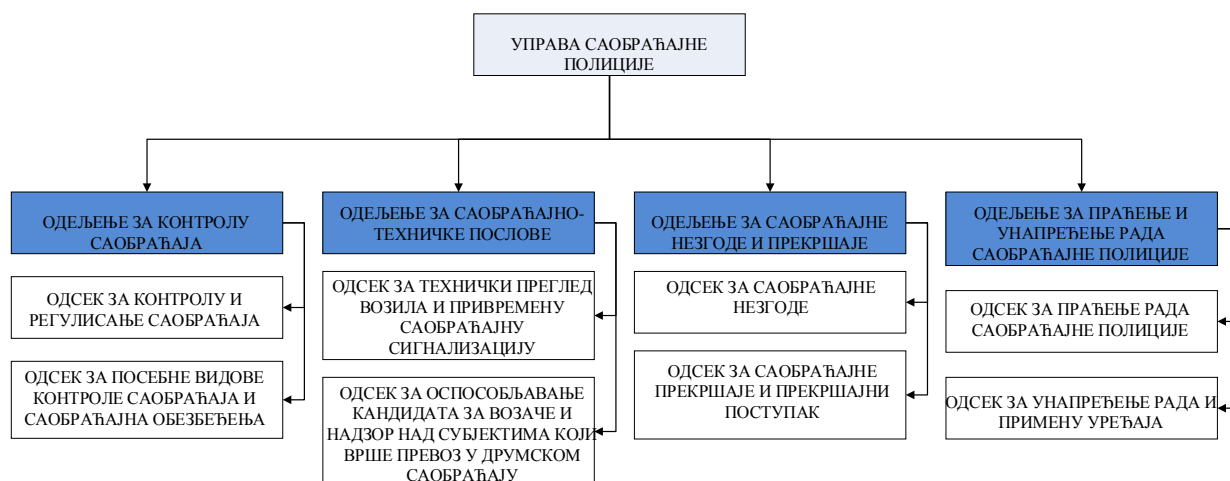 УПРАВА САОБРАЋАЈНЕ
ПОЛИЦИЈЕ
ОДЕЉЕЊЕ ЗА КОНТРОЛУ
САОБРАЋАЈА
ОДСЕК ЗА КОНТРОЛУ И
РЕГУЛИСАЊЕ САОБРАЋАЈА
ОДСЕК ЗА ПОСЕБНЕ ВИДОВЕ
КОНТРОЛЕ САОБРАЋАЈА И
САОБРАЋАЈНА ОБЕЗБЕЂЕЊА
ОДЕЉЕЊЕ ЗА САОБРАЋАЈНО-
ТЕХНИЧКЕ ПОСЛОВЕ
ОДСЕК ЗА ТЕХНИЧКИ ПРЕГЛЕД
ВОЗИЛА И ПРИВРЕМЕНУ
САОБРАЋАЈНУ
СИГНАЛИЗАЦИЈУ
ОДСЕК ЗА ОСПОСОБЉАВАЊЕ
КАНДИДАТА ЗА ВОЗАЧЕ И
НАДЗОР НАД СУБЈЕКТИМА КОЈИ
ВРШЕ ПРЕВОЗ У ДРУМСКОМ
САОБРАЋАЈУ
ОДЕЉЕЊЕ ЗА САОБРАЋАЈНЕ
НЕЗГОДЕ И ПРЕКРШАЈЕ
ОДСЕК ЗА САОБРАЋАЈНЕ
НЕЗГОДЕ
ОДСЕК ЗА САОБРАЋАЈНЕ
ПРЕКРШАЈЕ И ПРЕКРШАЈНИ
ПОСТУПАК
ОДЕЉЕЊЕ ЗА ПРАЋЕЊЕ И
УНАПРЕЂЕЊЕ РАДА
САОБРАЋАЈНЕ ПОЛИЦИЈЕ
ОДСЕК ЗА ПРАЋЕЊЕ РАДА
САОБРАЋАЈНЕ ПОЛИЦИЈЕ
ОДСЕК ЗА УНАПРЕЂЕЊЕ РАДА И
ПРИМЕНУ УРЕЂАЈА